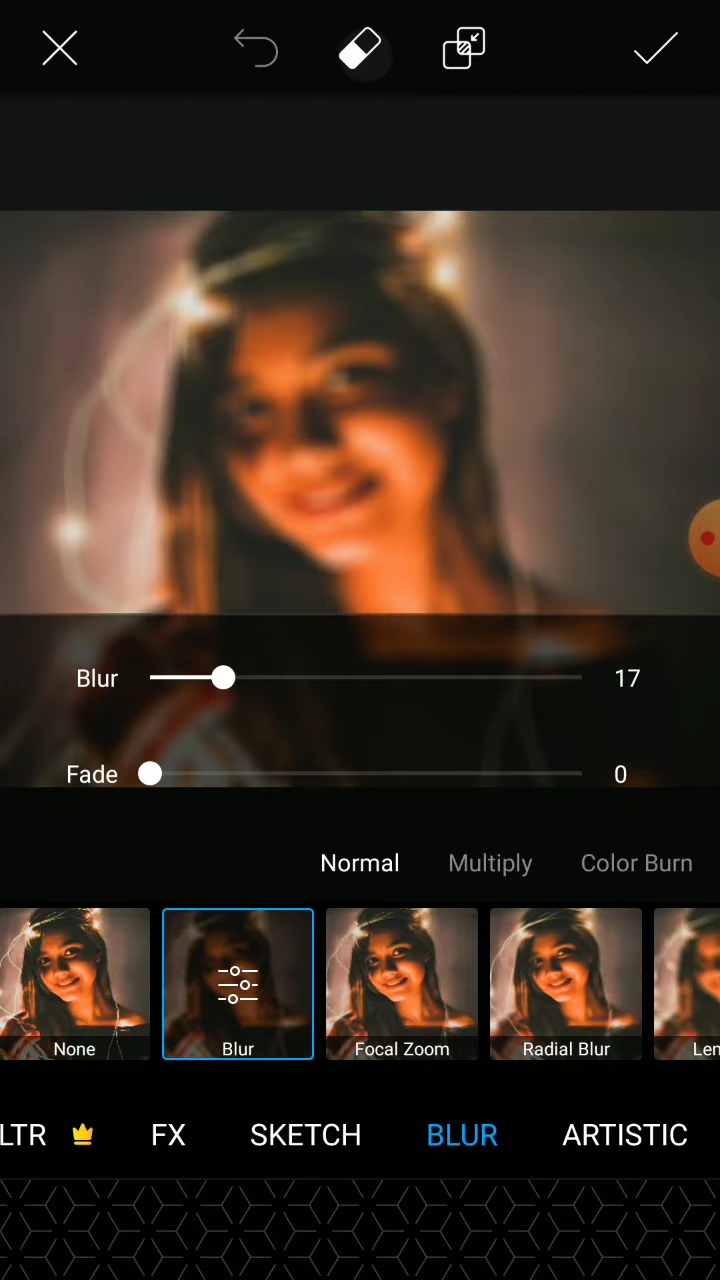 Blur 17
Fade 0
Normal Multiply Color Burn
None Blur Focal Zoom Radial Blur Len
LTR FX SKETCH BLUR ARTISTIC